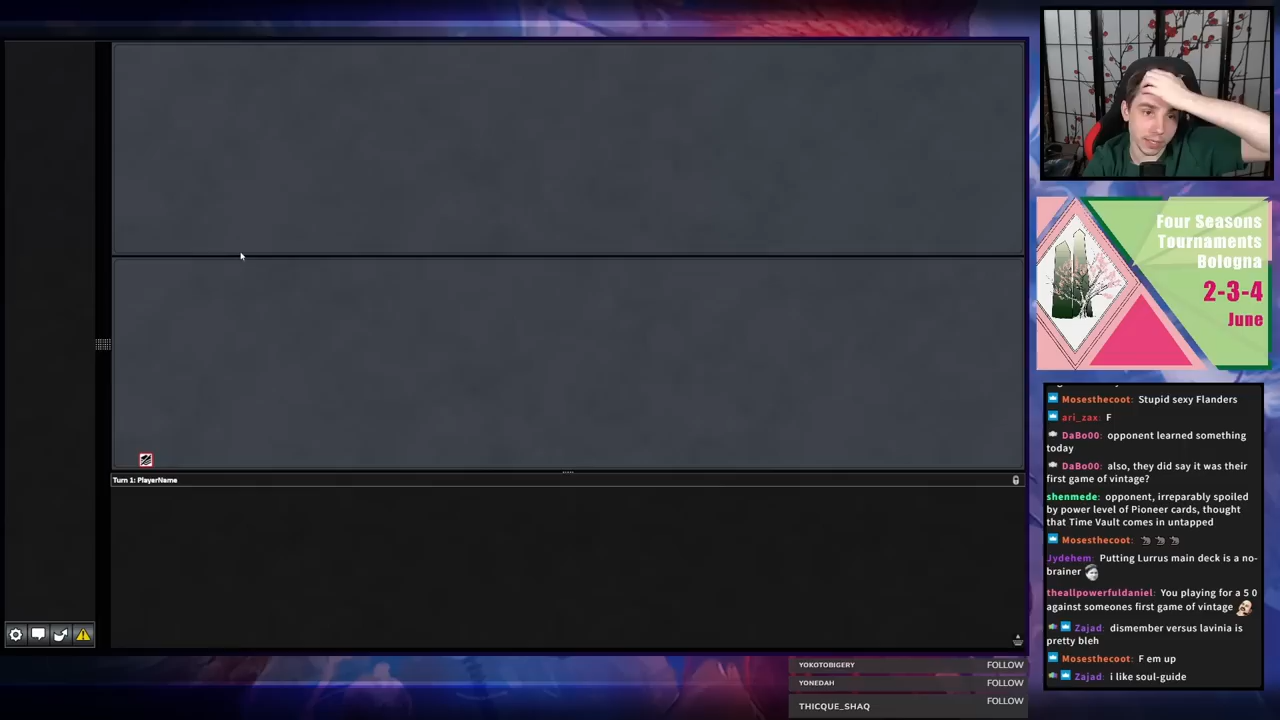 Four Seasons
Tournaments
Bologna
2-3-4
June
Mosesthecoot: Stupid sexy Flanders
ari_zax: F
DaBo00: opponent learned something
today
DaBo00: also, they did say it was their
first game of vintage?
shenmede: opponent, irreparably spoiled
by power level of Pioneer cards, thought
that Time Vault comes in untapped
Mosesthecoot:
Jydehem: Putting Lurrus main deck is a no-
brainer
theallpowerfuldaniel: You playing for a 5 0
against someones first game of vintage
Zajad: dismember versus lavinia is
pretty bleh
Mosesthecoot: F em up
Zajad: i like soul-guide
Turn 1: PlayerName
YOKOTOBIGERY FOLLOW
YONEDAH FOLLOW
THICQUE_SHAQ FOLLOW